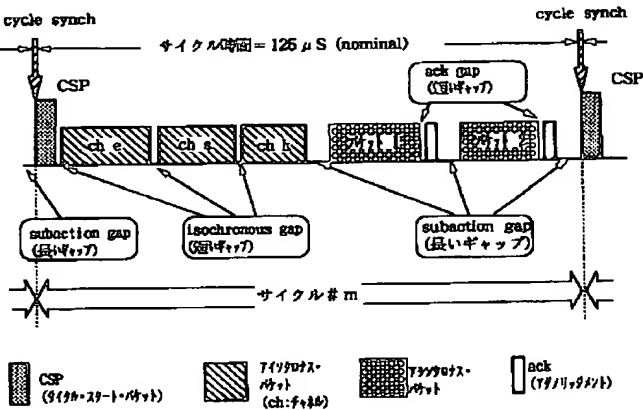 cycle synch
cycle synch
サイクル時間=125μS (nominal)
CSP
CSP
ack gap
(短いギャップ)
ch e
ch s
ch k
subaction gap
(長いギャップ)
isochronous gap
(短いギャップ)
subaction gap
(長いギャップ)
サイクル#m
CSP
(サイクル・スタート・パケット)
アイソクロナス・
パケット
(ch:チャネル)
アシンクロナス・
パケット
ack
(アクノリッジメント)